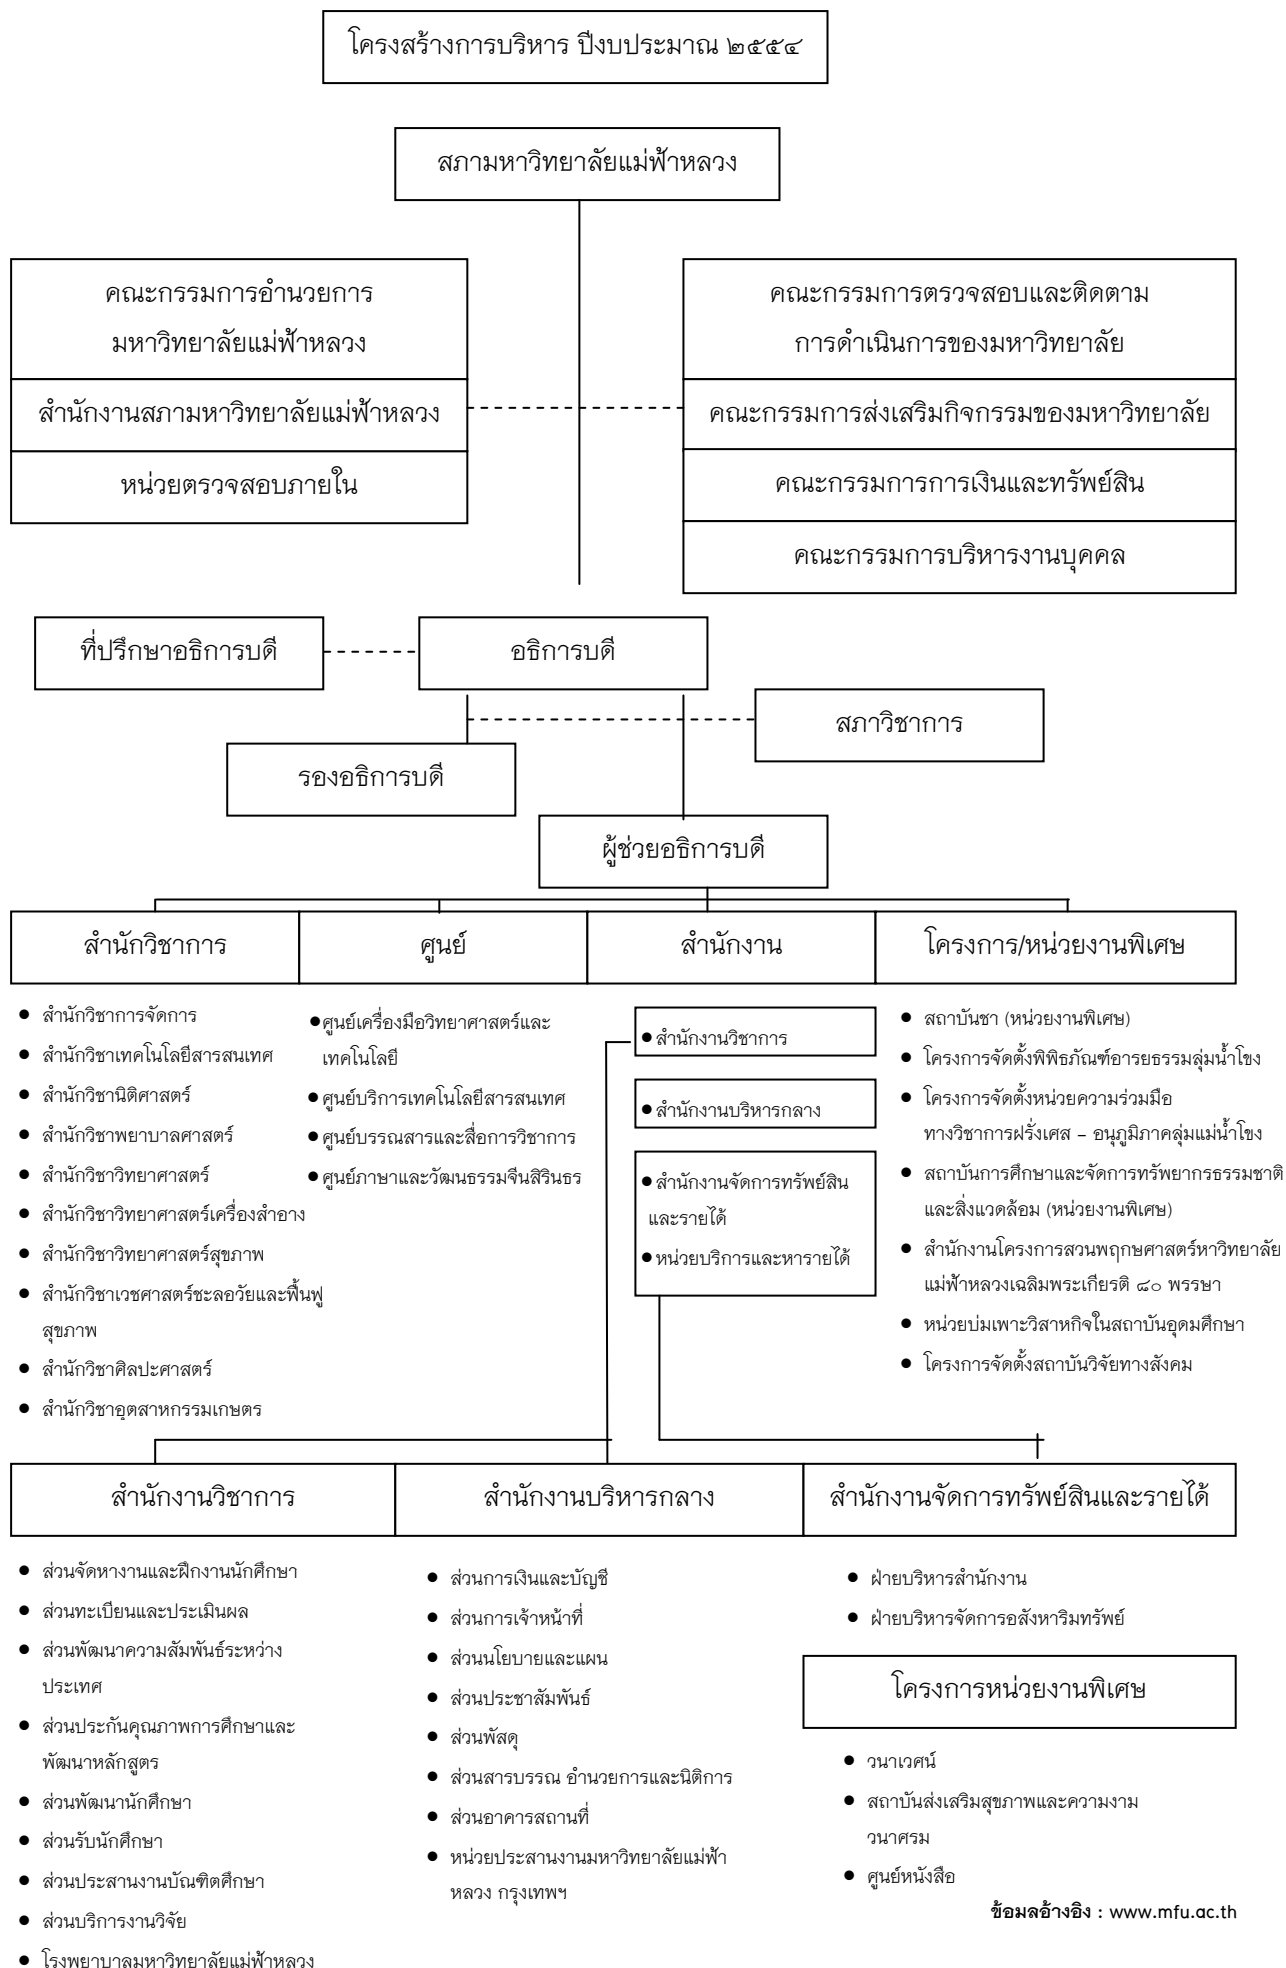 โครงสร้างการบริหาร ปีงบประมาณ ๒๕๕๔
สภามหาวิทยาลัยแม่ฟ้าหลวง
คณะกรรมการอำนวยการ
มหาวิทยาลัยแม่ฟ้าหลวง
สำนักงานสภามหาวิทยาลัยแม่ฟ้าหลวง
หน่วยตรวจสอบภายใน
คณะกรรมการตรวจสอบและติดตาม
การดำเนินการของมหาวิทยาลัย
คณะกรรมการส่งเสริมกิจกรรมของมหาวิทยาลัย
คณะกรรมการการเงินและทรัพย์สิน
คณะกรรมการบริหารงานบุคคล
ที่ปรึกษาอธิการบดี
อธิการบดี
สภาวิชาการ
รองอธิการบดี
ผู้ช่วยอธิการบดี
สำนักวิชาการ
● สำนักวิชาการจัดการ
● สำนักวิชาเทคโนโลยีสารสนเทศ
● สำนักวิชานิติศาสตร์
● สำนักวิชาพยาบาลศาสตร์
● สำนักวิชาวิทยาศาสตร์
● สำนักวิชาวิทยาศาสตร์เครื่องสำอาง
● สำนักวิชาวิทยาศาสตร์สุขภาพ
● สำนักวิชาเวชศาสตร์ชะลอวัยและฟื้นฟู
สุขภาพ
● สำนักวิชาศิลปะศาสตร์
● สำนักวิชาอุตสาหกรรมเกษตร
ศูนย์
●ศูนย์เครื่องมือวิทยาศาสตร์และ
เทคโนโลยี
●ศูนย์บริการเทคโนโลยีสารสนเทศ
●ศูนย์บรรณสารและสื่อการวิชาการ
●ศูนย์ภาษาและวัฒนธรรมจีนสิรินธร
สำนักงาน
●สำนักงานวิชาการ
●สำนักงานบริหารกลาง
●สำนักงานจัดการทรัพย์สิน
และรายได้
●หน่วยบริการและหารายได้
โครงการ/หน่วยงานพิเศษ
● สถาบันชา (หน่วยงานพิเศษ)
● โครงการจัดตั้งพิพิธภัณฑ์อารยธรรมลุ่มน้ำโขง
● โครงการจัดตั้งหน่วยความร่วมมือ
ทางวิชาการฝรั่งเศส – อนุภูมิภาคลุ่มแม่น้ำโขง
● สถาบันการศึกษาและจัดการทรัพยากรธรรมชาติ
และสิ่งแวดล้อม (หน่วยงานพิเศษ)
● สำนักงานโครงการสวนพฤกษศาสตร์หาวิทยาลัย
แม่ฟ้าหลวงเฉลิมพระเกียรติ ๘๐ พรรษา
● หน่วยบ่มเพาะวิสาหกิจในสถาบันอุดมศึกษา
● โครงการจัดตั้งสถาบันวิจัยทางสังคม
สำนักงานวิชาการ
● ส่วนจัดหางานและฝึกงานนักศึกษา
● ส่วนทะเบียนและประเมินผล
● ส่วนพัฒนาความสัมพันธ์ระหว่าง
ประเทศ
● ส่วนประกันคุณภาพการศึกษาและ
พัฒนาหลักสูตร
● ส่วนพัฒนานักศึกษา
● ส่วนรับนักศึกษา
● ส่วนประสานงานบัณฑิตศึกษา
● ส่วนบริการงานวิจัย
● โรงพยาบาลมหาวิทยาลัยแม่ฟ้าหลวง
สำนักงานบริหารกลาง
● ส่วนการเงินและบัญชี
● ส่วนการเจ้าหน้าที่
● ส่วนนโยบายและแผน
● ส่วนประชาสัมพันธ์
● ส่วนพัสดุ
● ส่วนสารบรรณ อำนวยการและนิติการ
● ส่วนอาคารสถานที่
● หน่วยประสานงานมหาวิทยาลัยแม่ฟ้า
หลวง กรุงเทพฯ
สำนักงานจัดการทรัพย์สินและรายได้
● ฝ่ายบริหารสำนักงาน
● ฝ่ายบริหารจัดการอสังหาริมทรัพย์
โครงการหน่วยงานพิเศษ
● วนาเวศน์
● สถาบันส่งเสริมสุขภาพและความงาม
วนาศรม
● ศูนย์หนังสือ
ข้อมูลอ้างอิง : www.mfu.ac.th